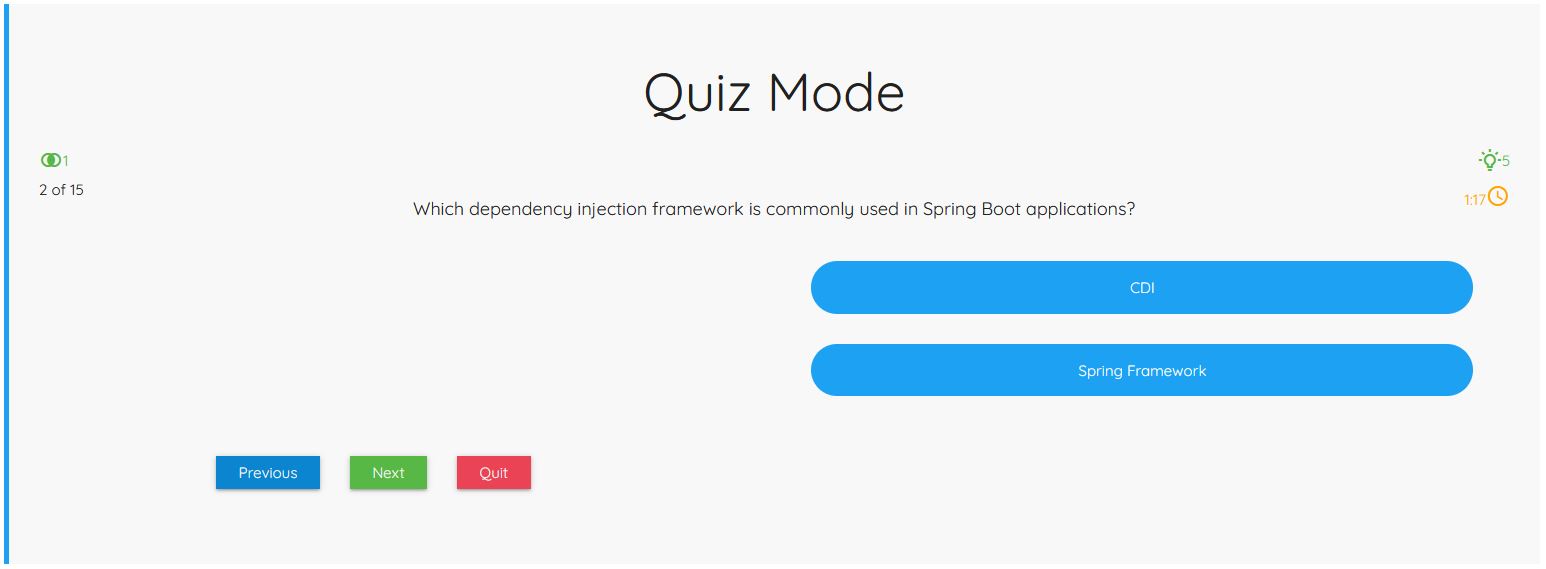 Quiz Mode
1
5
2 of 15
1:17
Which dependency injection framework is commonly used in Spring Boot applications?
CDI
Spring Framework
Previous
Next
Quit